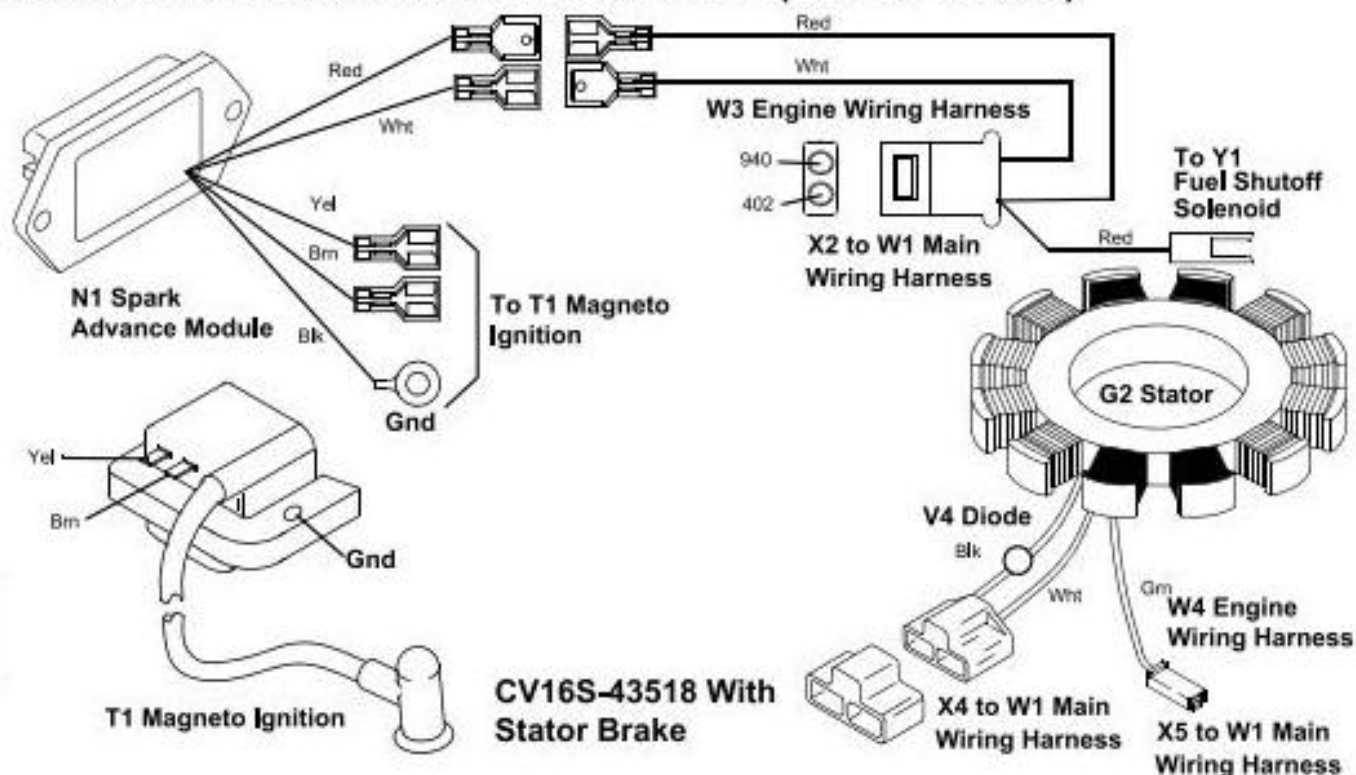 Red
Wht
Red
Wht
Yel
Brn
Blk
N1 Spark
Advance Module
To T1 Magneto
Ignition
Gnd
W3 Engine Wiring Harness
940
402
X2 to W1 Main
Wiring Harness
To Y1
Fuel Shutoff
Solenoid
Red
G2 Stator
Yel
Brn
Gnd
T1 Magneto Ignition
CV16S-43518 With
Stator Brake
V4 Diode
Blk
Wht
Grn
W4 Engine
Wiring Harness
X4 to W1 Main
Wiring Harness
X5 to W1 Main
Wiring Harness